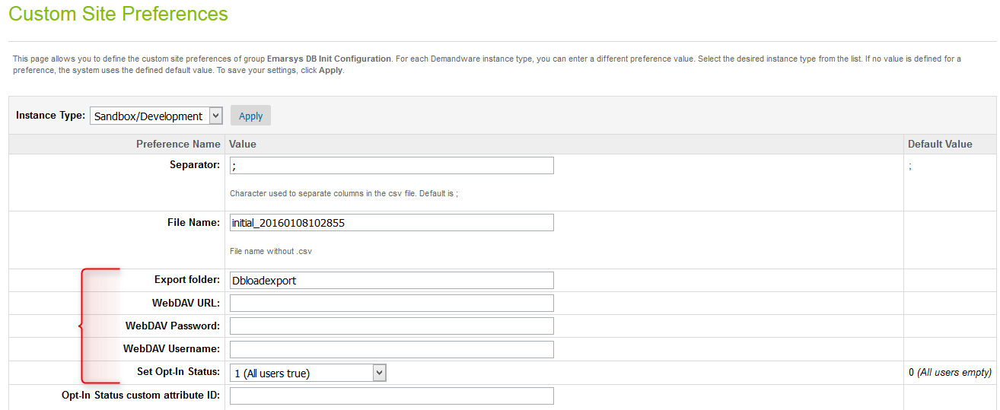 Custom Site Preferences
This page allows you to define the custom site preferences of group Emarsys DB Init Configuration. For each Demandware instance type, you can enter a different preference value. Select the desired instance type from the list. If no value is defined for a
preference, the system uses the defined default value. To save your settings, click Apply.
Instance Type: Sandbox/Development Apply
Preference Name Value Default Value
Separator: ; ;
Character used to separate columns in the csv file. Default is ;
File Name: initial_20160108102855
File name without .csv
Export folder: Dbloadexport
WebDAV URL:
WebDAV Password:
WebDAV Username:
Set Opt-In Status: 1 (All users true) 0 (All users empty)
Opt-In Status custom attribute ID: